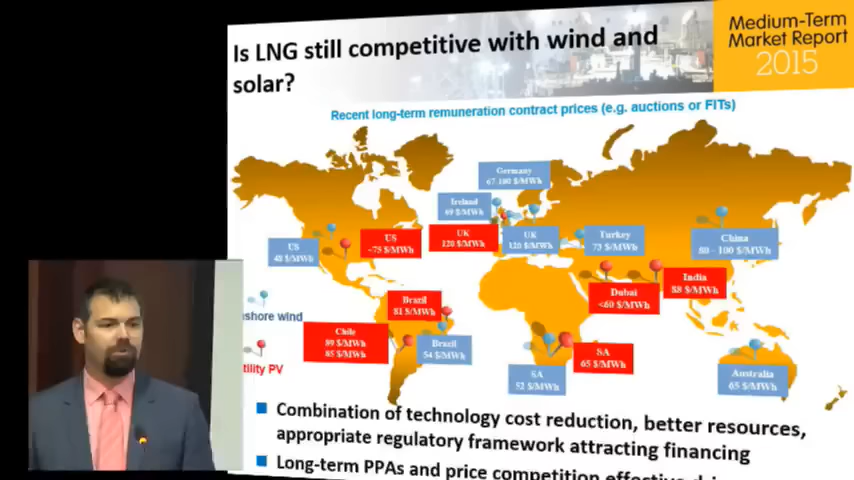 Is LNG still competitive with wind and
solar?
Medium-Term
Market Report
2015
Recent long-term remuneration contract prices (e.g. auctions or FITs)
Germany
67-100 $/MWh
Ireland
69 $/MWh
US
48 $/MWh
US
<75 $/MWh
UK
120 $/MWh
UK
120 $/MWh
Turkey
73 $/MWh
China
80 – 100 $/MWh
Dubai
<60 $/MWh
India
88 $/MWh
Brazil
81 $/MWh
Chile
89 $/MWh
85 $/MWh
Brazil
54 $/MWh
SA
52 $/MWh
SA
65 $/MWh
Australia
65 $/MWh
shore wind
tility PV
Combination of technology cost reduction, better resources,
appropriate regulatory framework attracting financing
Long-term PPAs and price competition